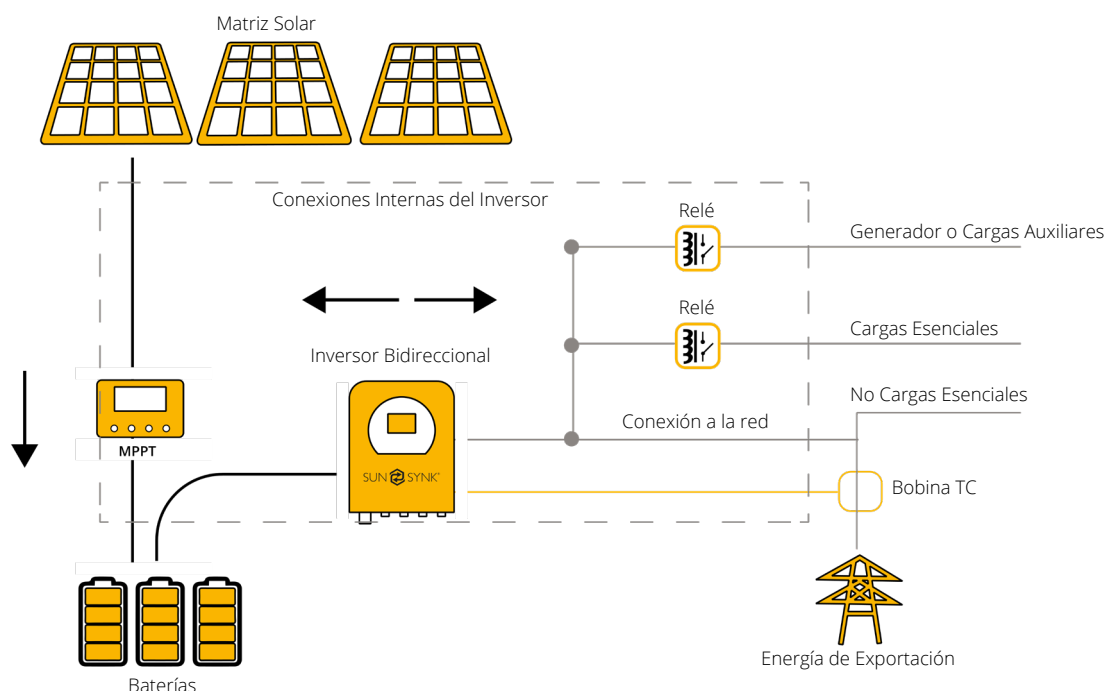 Matriz Solar
Conexiones Internas del Inversor
Relé
Generador o Cargas Auxiliares
Relé
Cargas Esenciales
Inversor Bidireccional
No Cargas Esenciales
Conexión a la red
MPPT
SUN SYNK®
Bobina TC
Energía de Exportación
Baterías